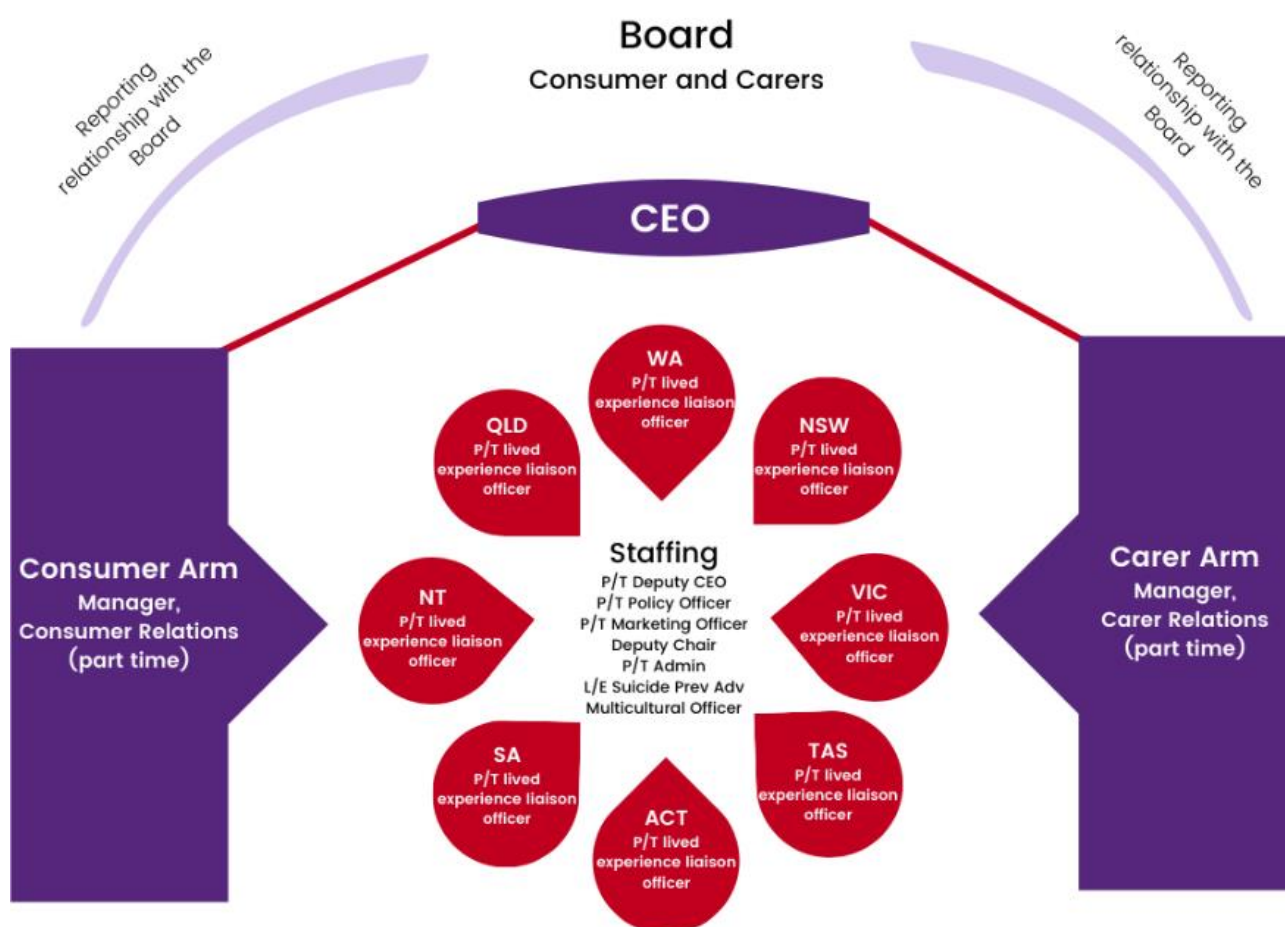 Board
Consumer and Carers
Reporting
relationship with the
Board
Reporting
relationship with the
Board
CEO
WA
P/T lived
experience liaison
officer
QLD
P/T lived
experience liaison
officer
NSW
P/T lived
experience liaison
officer
Consumer Arm
Manager,
Consumer Relations
(part time)
NT
P/T lived
experience liaison
officer
Staffing
P/T Deputy CEO
P/T Policy Officer
P/T Marketing Officer
Deputy Chair
P/T Admin
L/E Suicide Prev Adv
Multicultural Officer
VIC
P/T lived
experience liaison
officer
Carer Arm
Manager,
Carer Relations
(part time)
SA
P/T lived
experience liaison
officer
ACT
P/T lived
experience liaison
officer
TAS
P/T lived
experience liaison
officer